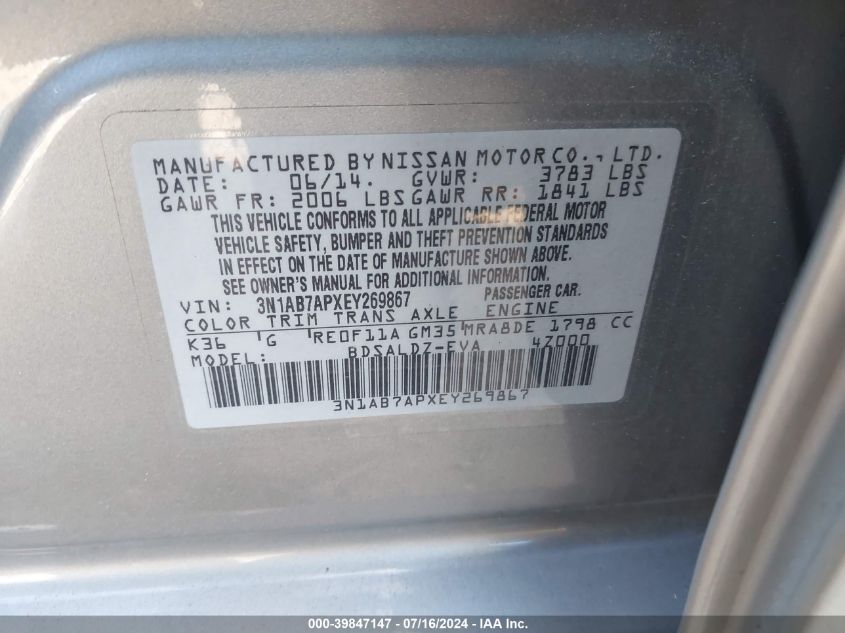 MANUFACTURED BY NISSAN MOTOR CO., LTD.
DATE: 06/14. GVWR: 3783 LBS
GAWR FR: 2006 LBS GAWR RR: 1841 LBS
THIS VEHICLE CONFORMS TO ALL APPLICABLE FEDERAL MOTOR
VEHICLE SAFETY, BUMPER AND THEFT PREVENTION STANDARDS
IN EFFECT ON THE DATE OF MANUFACTURE SHOWN ABOVE.
SEE OWNER'S MANUAL FOR ADDITIONAL INFORMATION.
VIN: 3N1AB7APXEY269867 PASSENGER CAR.
COLOR TRIM TRANS AXLE ENGINE
K36 G RE0F11A GM35 MRA8DE 1798 CC
MODEL: BDSALDZ-EVA 4Z000
3N1AB7APXEY269867
000-39847147 - 07/16/2024 - IAA Inc.